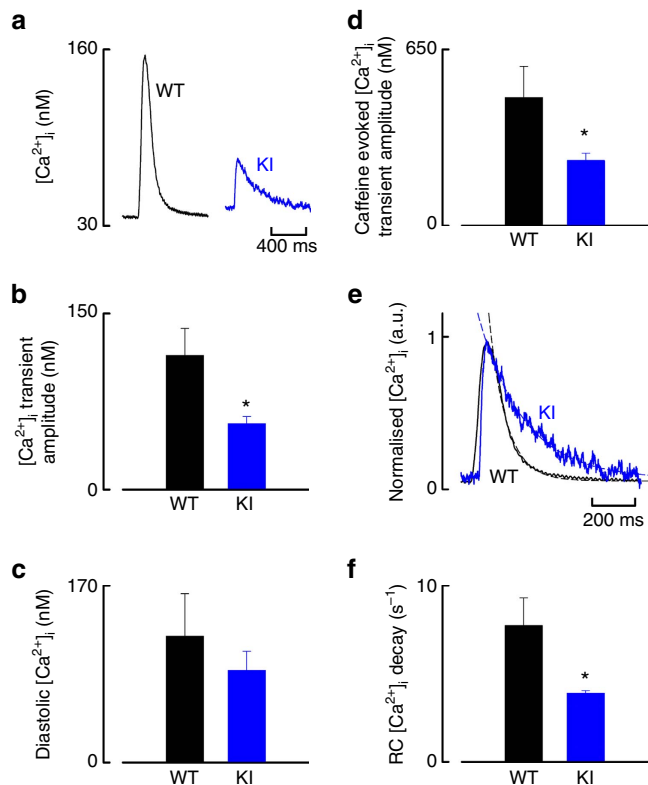 a
160
[Ca²⁺]ᵢ (nM)
30
WT
KI
400 ms
b
150
[Ca²⁺]ᵢ transient
amplitude (nM)
0
*
WT
KI
c
170
Diastolic [Ca²⁺]ᵢ (nM)
0
WT
KI
d
650
Caffeine evoked [Ca²⁺]ᵢ
transient amplitude (nM)
0
*
WT
KI
e
1
Normalised [Ca²⁺]ᵢ (a.u.)
0
KI
WT
200 ms
f
10
RC [Ca²⁺]ᵢ decay (s⁻¹)
0
*
WT
KI